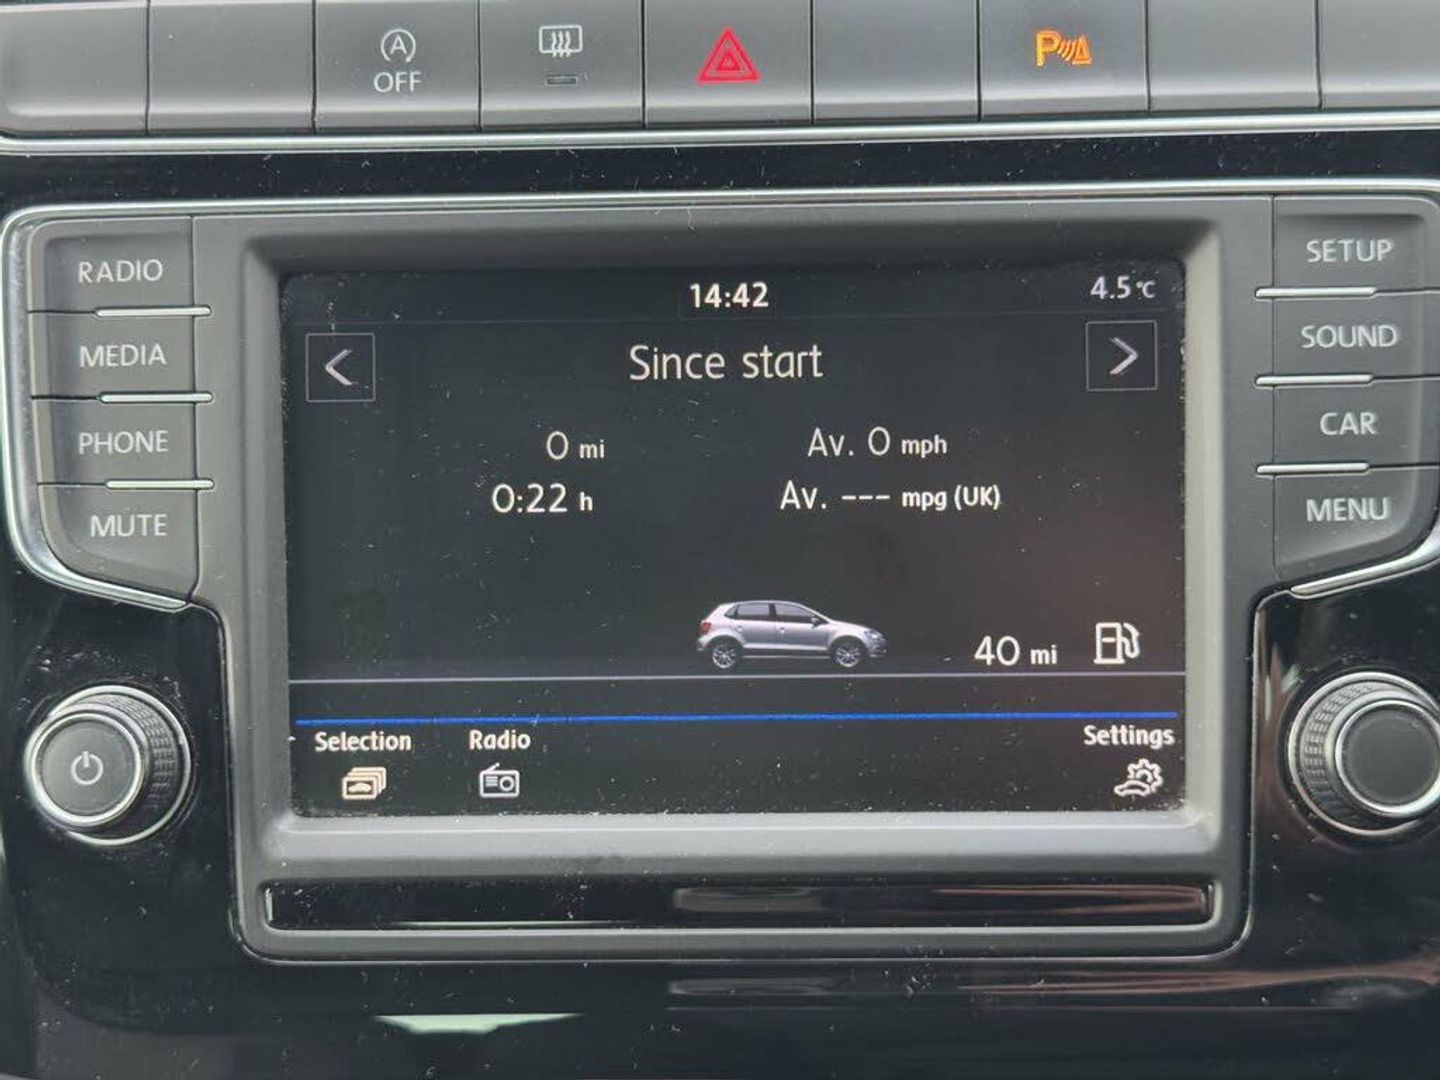 A
OFF
P
RADIO
MEDIA
PHONE
MUTE
14:42
4.5°C
<
Since start
>
0 mi
Av. 0 mph
0:22 h
Av. --- mpg (UK)
40 mi
Selection
Radio
Settings
SETUP
SOUND
CAR
MENU